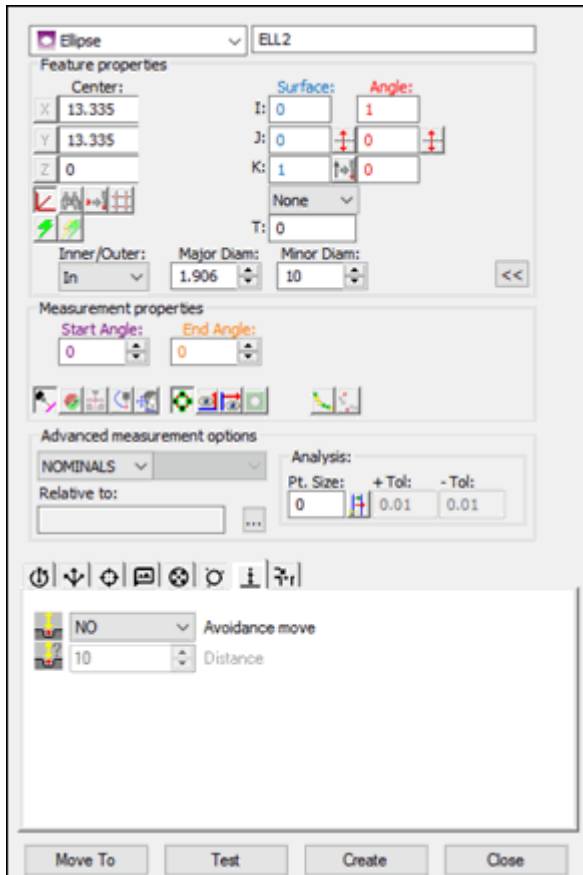 Ellipse ELL2
Feature properties
Center: Surface: Angle:
X 13.335 I: 0 1
Y 13.335 J: 0 0
Z 0 K: 1 0
None
T: 0
Inner/Outer: Major Diam: Minor Diam:
In 1.906 10 <<
Measurement properties
Start Angle: End Angle:
0 0
Advanced measurement options
NOMINALS Analysis:
Relative to: Pt. Size: + Tol: - Tol:
0 0.01 0.01
...
NO Avoidance move
10 Distance
Move To Test Create Close